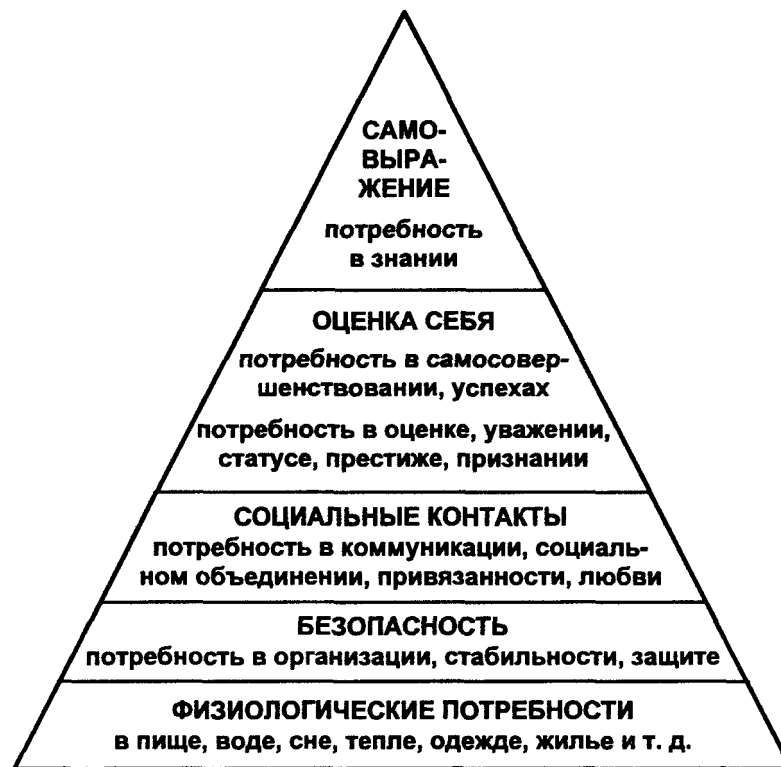 САМО-
ВЫРА-
ЖЕНИЕ
потребность
в знании
ОЦЕНКА СЕБЯ
потребность в самосовер-
шенствовании, успехах
потребность в оценке, уважении,
статусе, престиже, признании
СОЦИАЛЬНЫЕ КОНТАКТЫ
потребность в коммуникации, социаль-
ном объединении, привязанности, любви
БЕЗОПАСНОСТЬ
потребность в организации, стабильности, защите
ФИЗИОЛОГИЧЕСКИЕ ПОТРЕБНОСТИ
в пище, воде, сне, тепле, одежде, жилье и т. д.